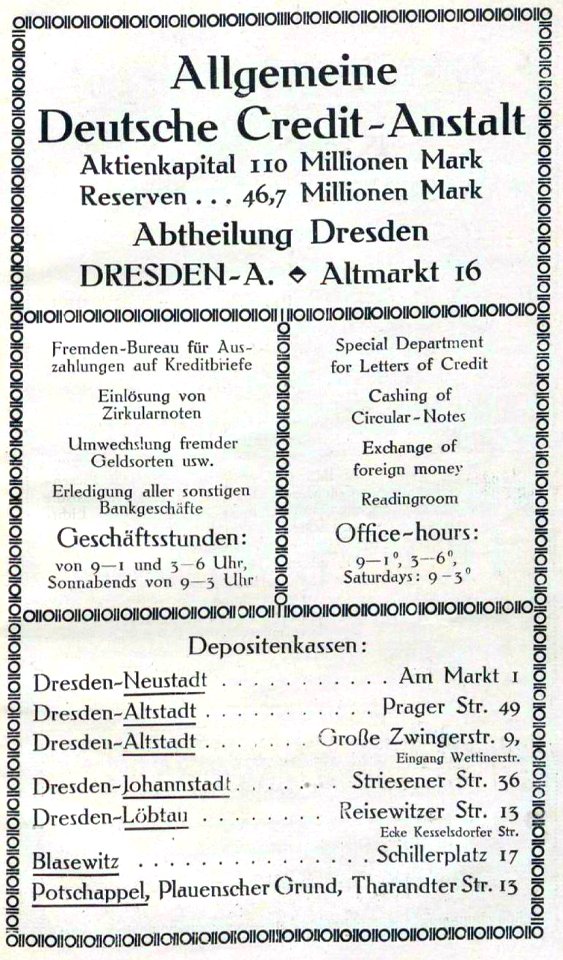 Allgemeine
Deutsche Credit-Anstalt
Aktienkapital 110 Millionen Mark
Reserven . . . 46,7 Millionen Mark
Abtheilung Dresden
DRESDEN-A. ⬥ Altmarkt 16
Fremden-Bureau für Aus-
zahlungen auf Kreditbriefe
Einlösung von
Zirkularnoten
Umwechslung fremder
Geldsorten usw.
Erledigung aller sonstigen
Bankgeschäfte
Geschäftsstunden:
von 9—1 und 3—6 Uhr,
Sonnabends von 9—3 Uhr
Special Department
for Letters of Credit
Cashing of
Circular-Notes
Exchange of
foreign money
Readingroom
Office-hours:
9—1⁰, 3—6⁰,
Saturdays: 9-3⁰
Depositenkassen:
Dresden-Neustadt . . . . . . . . . . . Am Markt 1
Dresden-Altstadt . . . . . . . . . . . Prager Str. 49
Dresden-Altstadt . . . . . . . Große Zwingerstr. 9,
Eingang Wettinerstr.
Dresden-Johannstadt . . . . . . . Striesener Str. 36
Dresden-Löbtau . . . . . . . . Reisewitzer Str. 13
Ecke Kesselsdorfer Str.
Blasewitz . . . . . . . . . . . . . . . Schillerplatz 17
Potschappel, Plauenscher Grund, Tharandter Str. 13